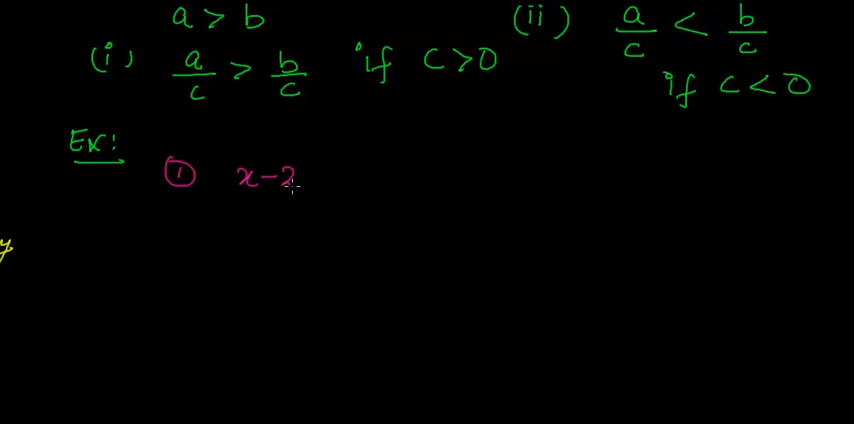 a > b
(i) a/c > b/c if c>0
(ii) a/c < b/c
if c<0
Ex:
① x-2
y